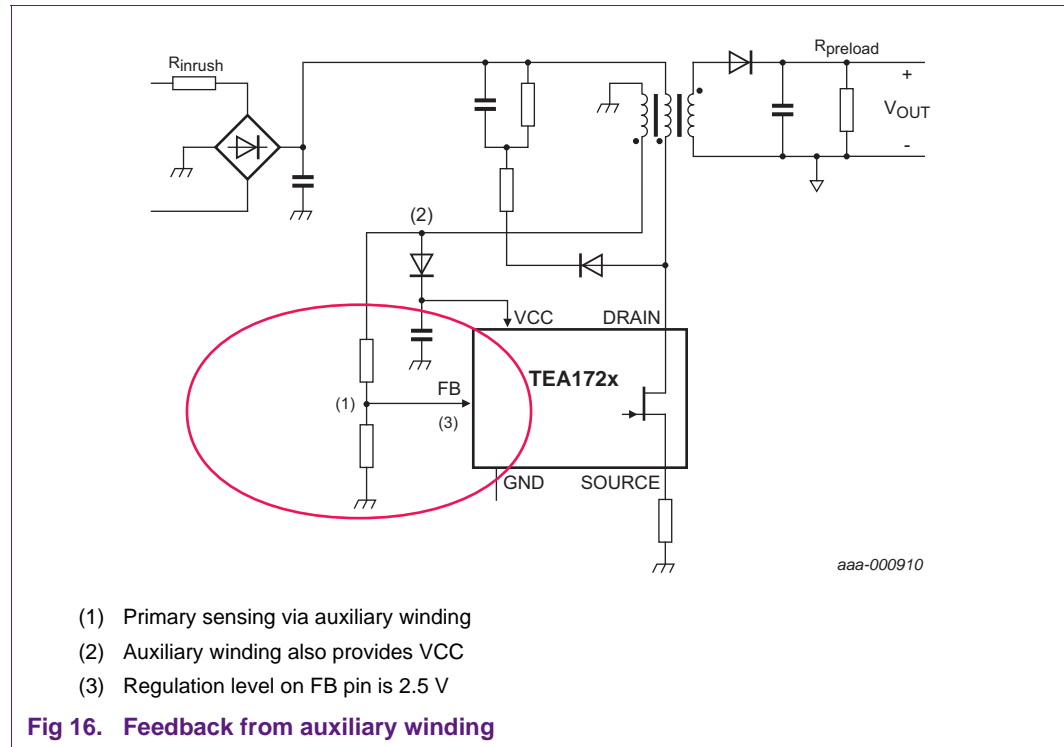 Rinrush
Rpreload
+
VOUT
-
(2)
VCC
DRAIN
TEA172x
FB
(1)
(3)
GND
SOURCE
aaa-000910
(1) Primary sensing via auxiliary winding
(2) Auxiliary winding also provides VCC
(3) Regulation level on FB pin is 2.5 V
Fig 16. Feedback from auxiliary winding